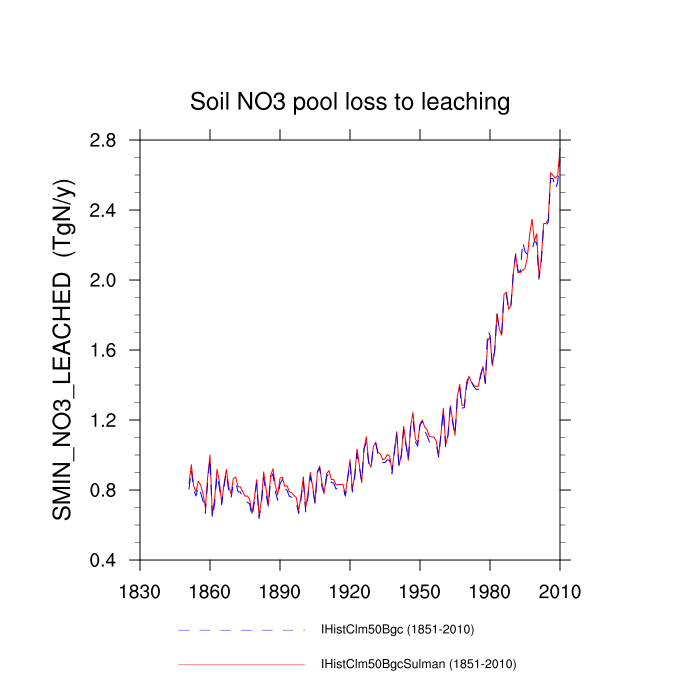 Soil NO3 pool loss to leaching
SMIN_NO3_LEACHED (TgN/y)
2.8
2.4
2.0
1.6
1.2
0.8
0.4
1830 1860 1890 1920 1950 1980 2010
IHistClm50Bgc (1851-2010)
IHistClm50BgcSulman (1851-2010)